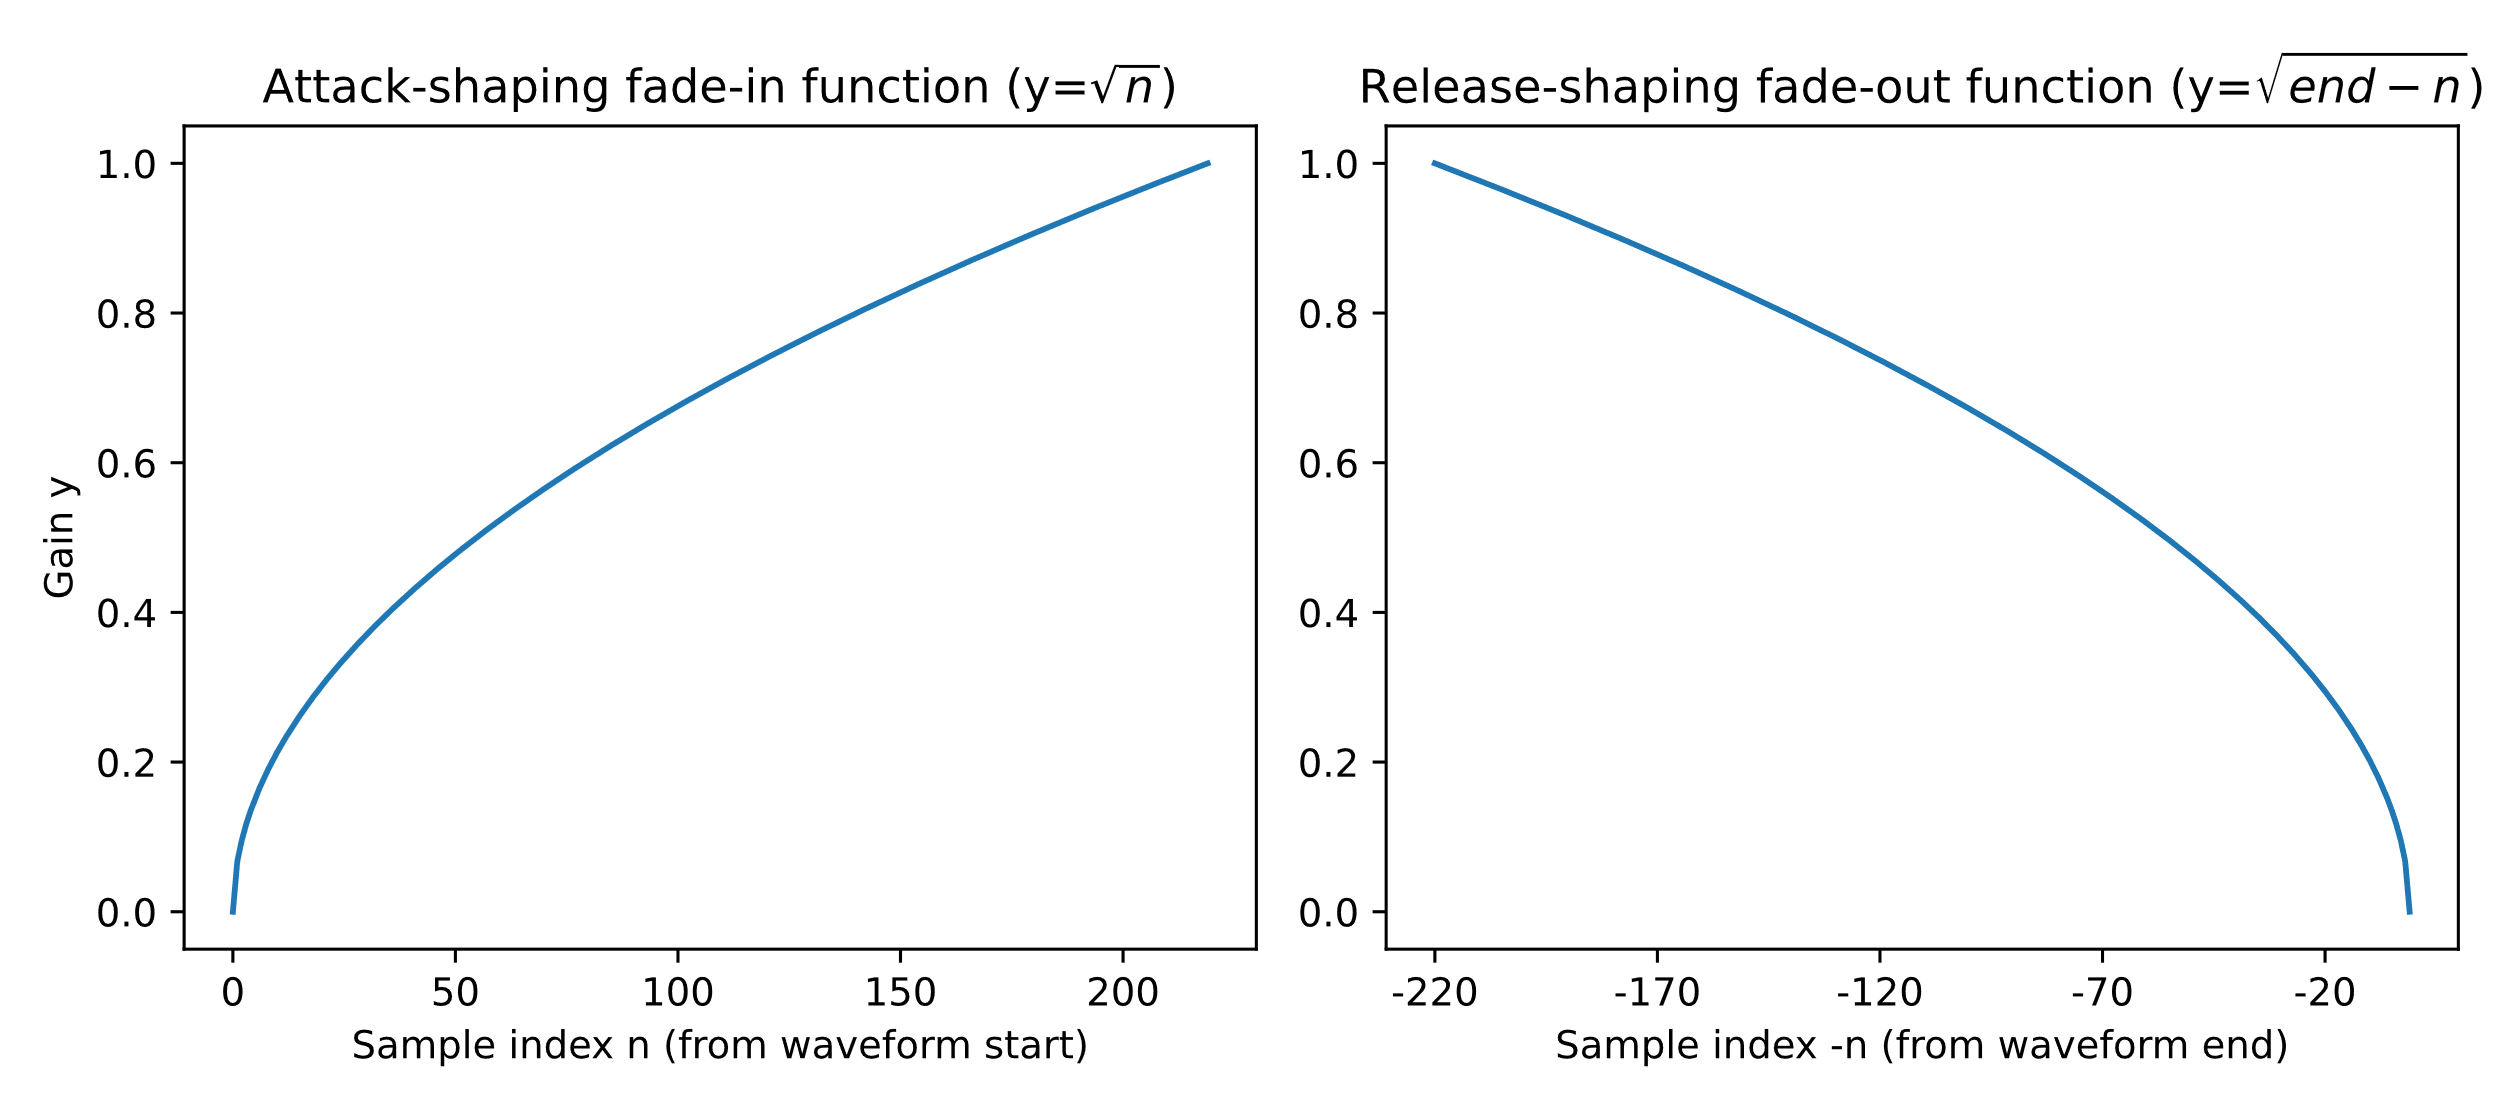 Attack-shaping fade-in function (y=√n)
1.0
0.8
0.6
0.4
0.2
0.0
Gain y
0 50 100 150 200
Sample index n (from waveform start)
Release-shaping fade-out function (y=√end − n)
1.0
0.8
0.6
0.4
0.2
0.0
-220 -170 -120 -70 -20
Sample index -n (from waveform end)